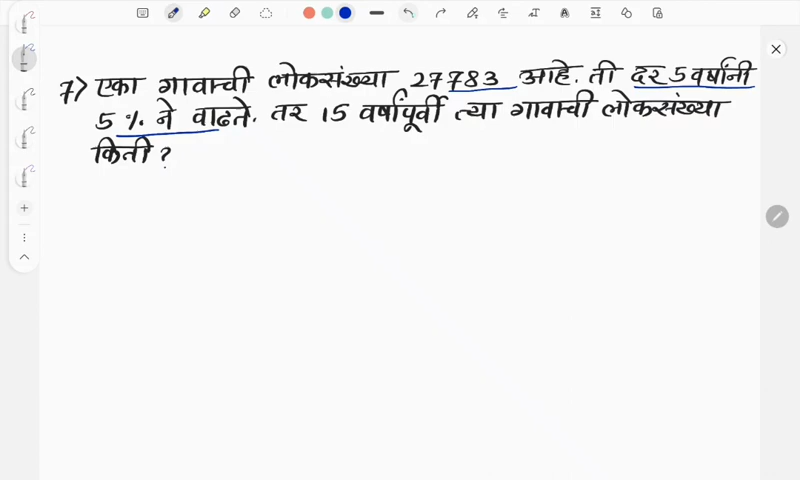 7) एका गावाची लोकसंख्या 27783 आहे. ती दर 5 वर्षांनी
5 % ने वाढते. तर 15 वर्षांपूर्वी त्या गावाची लोकसंख्या
किती ?